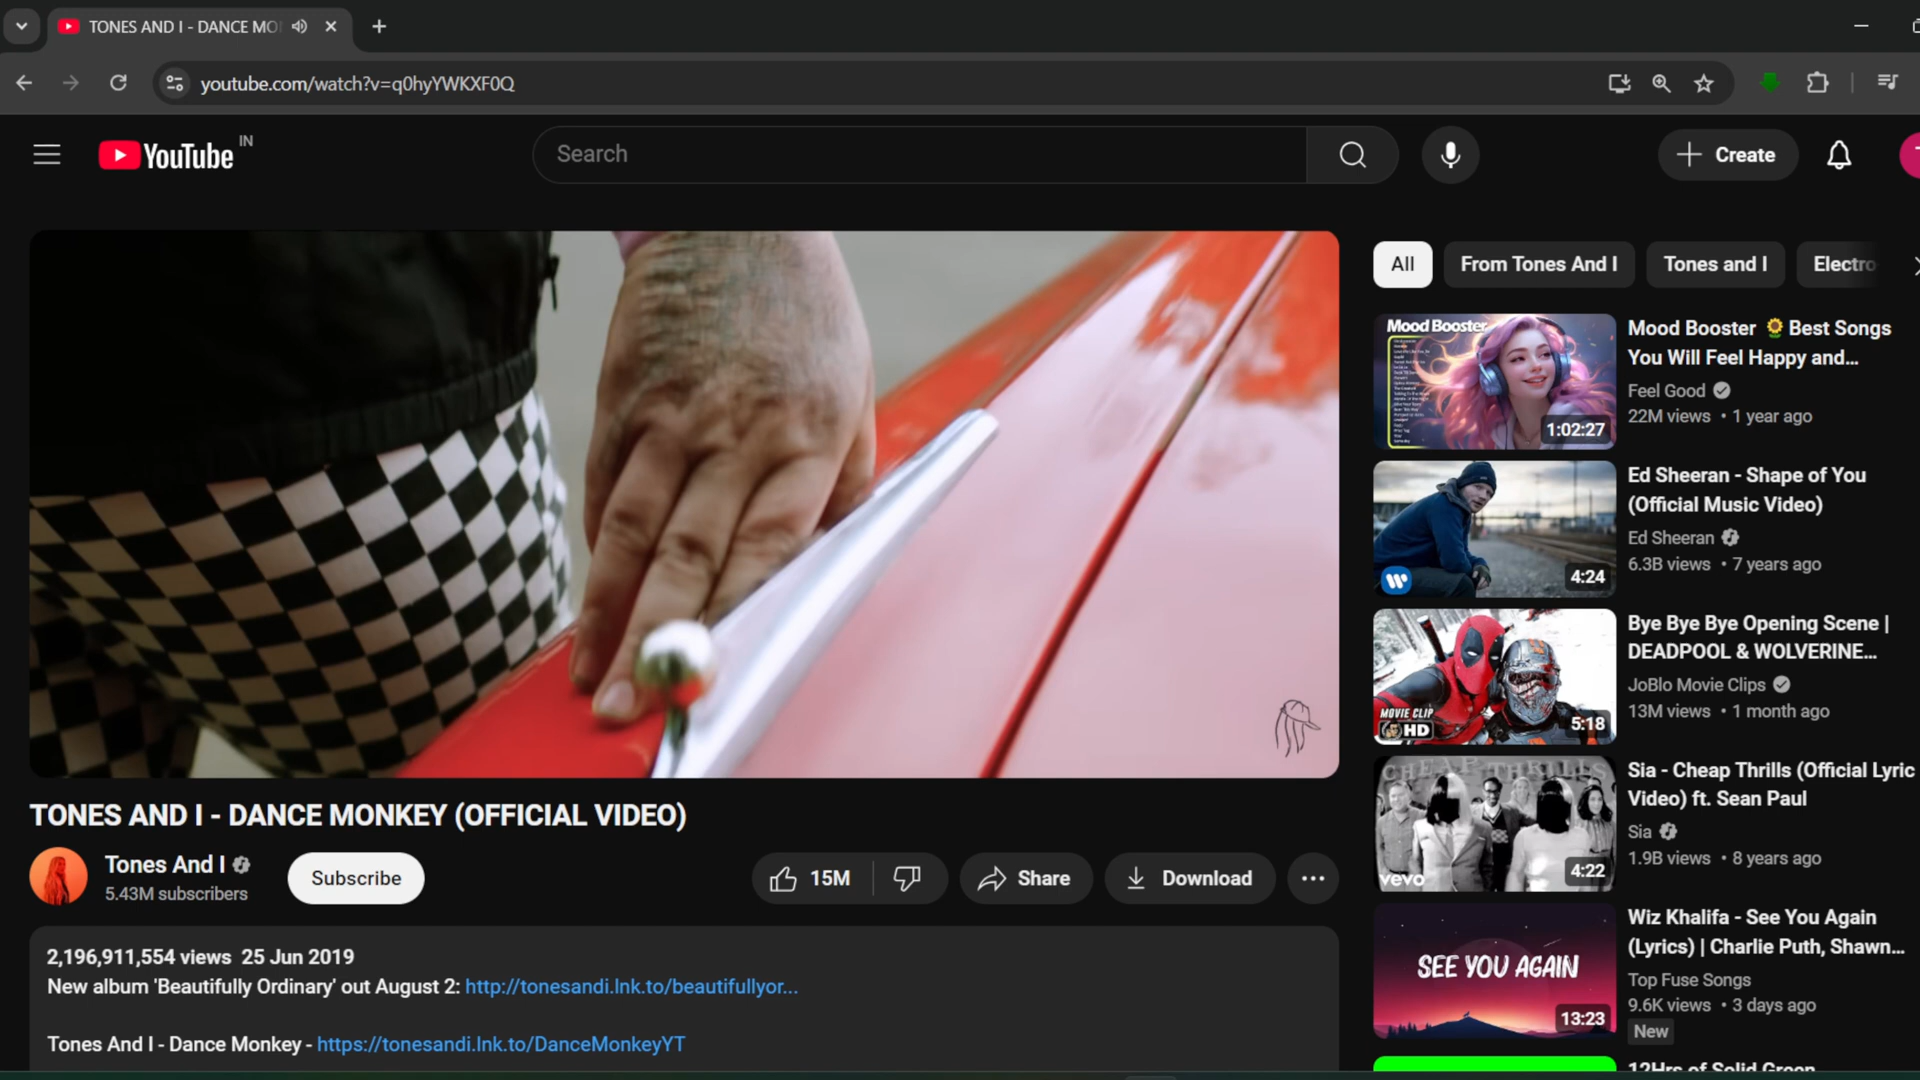 TONES AND I - DANCE MO
youtube.com/watch?v=q0hyYWKXF0Q
YouTube IN
Search
Create
All
From Tones And I
Tones and I
Electro
Mood Booster
1:02:27
Mood Booster 🌻Best Songs
You Will Feel Happy and...
Feel Good
22M views • 1 year ago
4:24
Ed Sheeran - Shape of You
(Official Music Video)
Ed Sheeran
6.3B views • 7 years ago
MOVIE CLIP
HD
5:18
Bye Bye Bye Opening Scene |
DEADPOOL & WOLVERINE...
JoBlo Movie Clips
13M views • 1 month ago
CHEAP THRILLS
vevo
4:22
Sia - Cheap Thrills (Official Lyric
Video) ft. Sean Paul
Sia
1.9B views • 8 years ago
SEE YOU AGAIN
13:23
Wiz Khalifa - See You Again
(Lyrics) | Charlie Puth, Shawn...
Top Fuse Songs
9.6K views • 3 days ago
New
12Hrs of Solid Green
TONES AND I - DANCE MONKEY (OFFICIAL VIDEO)
Tones And I
5.43M subscribers
Subscribe
15M
Share
Download
2,196,911,554 views 25 Jun 2019
New album 'Beautifully Ordinary' out August 2: http://tonesandi.lnk.to/beautifullyor...
Tones And I - Dance Monkey - https://tonesandi.lnk.to/DanceMonkeyYT